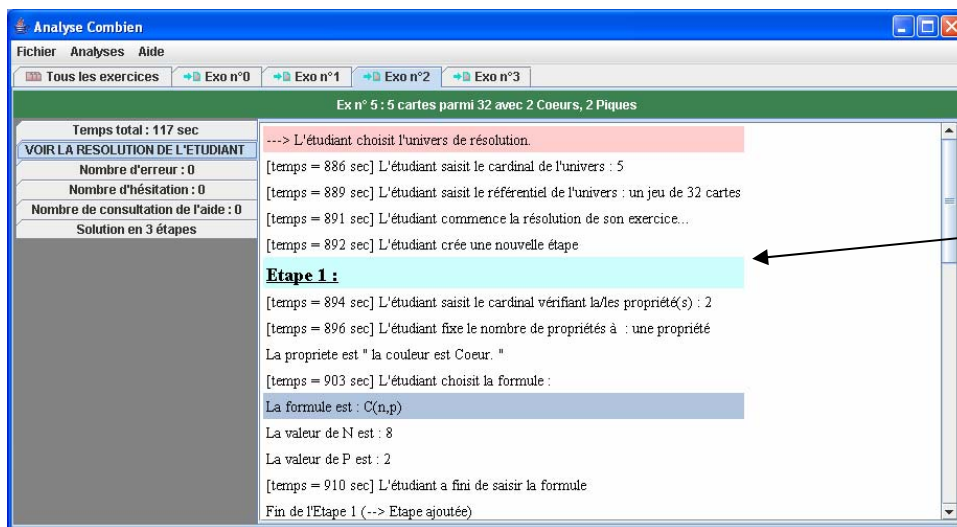 Analyse Combien
Fichier Analyses Aide
Tous les exercices Exo n°0 Exo n°1 Exo n°2 Exo n°3
Ex n° 5 : 5 cartes parmi 32 avec 2 Coeurs, 2 Piques
Temps total : 117 sec
VOIR LA RESOLUTION DE L'ETUDIANT
Nombre d'erreur : 0
Nombre d'hésitation : 0
Nombre de consultation de l'aide : 0
Solution en 3 étapes
---> L'étudiant choisit l'univers de résolution.
[temps = 886 sec] L'étudiant saisit le cardinal de l'univers : 5
[temps = 889 sec] L'étudiant saisit le référentiel de l'univers : un jeu de 32 cartes
[temps = 891 sec] L'étudiant commence la résolution de son exercice...
[temps = 892 sec] L'étudiant crée une nouvelle étape
Etape 1 :
[temps = 894 sec] L'étudiant saisit le cardinal vérifiant la/les propriété(s) : 2
[temps = 896 sec] L'étudiant fixe le nombre de propriétés à : une propriété
La propriete est " la couleur est Coeur. "
[temps = 903 sec] L'étudiant choisit la formule :
La formule est : C(n,p)
La valeur de N est : 8
La valeur de P est : 2
[temps = 910 sec] L'étudiant a fini de saisir la formule
Fin de l'Etape 1 (--> Etape ajoutée)